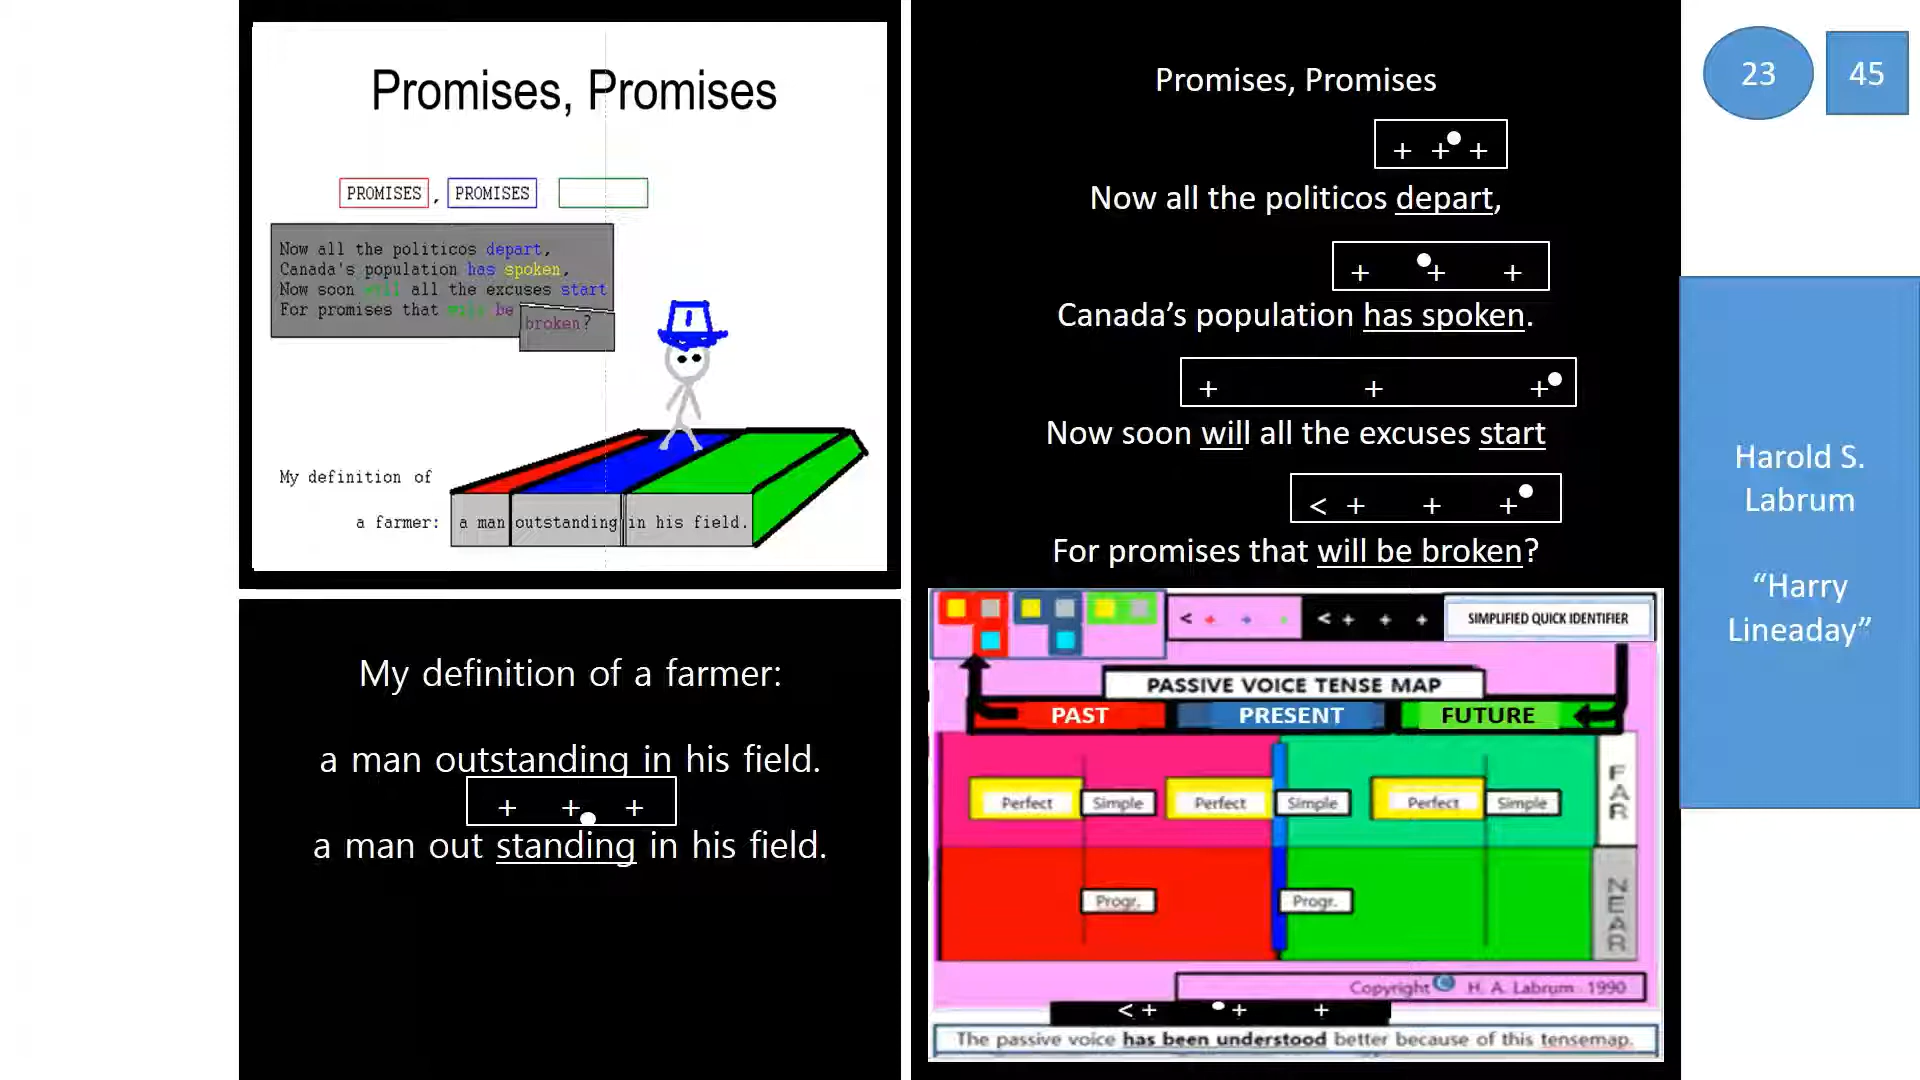 Promises, Promises
PROMISES , PROMISES
Now all the politicos depart,
Canada's population has spoken,
Now soon will all the excuses start
For promises that will be
broken?
My definition of
a farmer: a man outstanding in his field.
Promises, Promises
+ + +
Now all the politicos depart,
+ + +
Canada’s population has spoken.
+ + +
Now soon will all the excuses start
< + + +
For promises that will be broken?
23 45
Harold S.
Labrum
“Harry
Lineaday”
My definition of a farmer:
a man outstanding in his field.
+ + +
a man out standing in his field.
< + + + < + + + SIMPLIFIED QUICK IDENTIFIER
PASSIVE VOICE TENSE MAP
PAST PRESENT FUTURE
Perfect Simple Perfect Simple Perfect Simple
FAR
Progr. Progr.
NEAR
Copyright © H. A. Labrum 1990
< + + +
The passive voice has been understood better because of this tensemap.